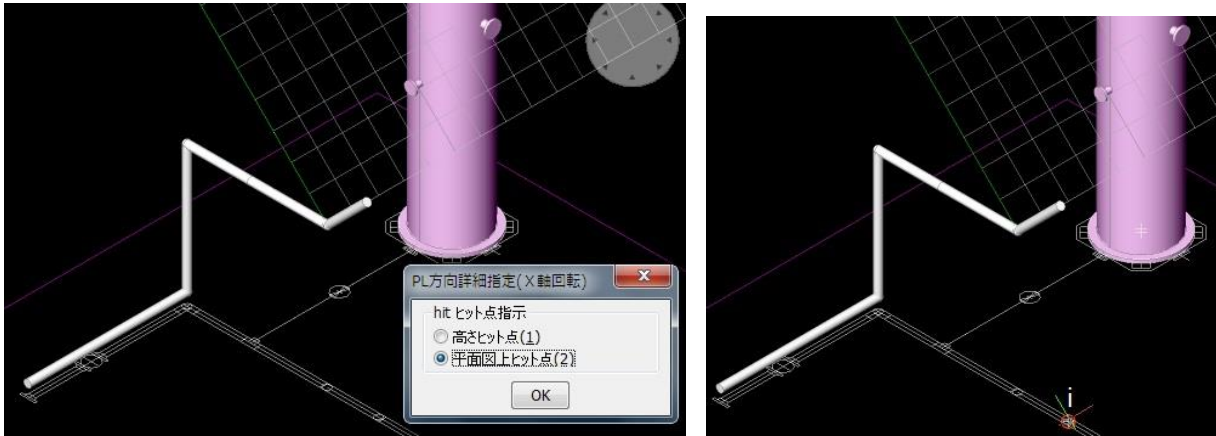 PL方向詳細指定(X軸回転)
hit ヒット点指示
高さヒット点(1)
平面図上ヒット点(2)
OK
i